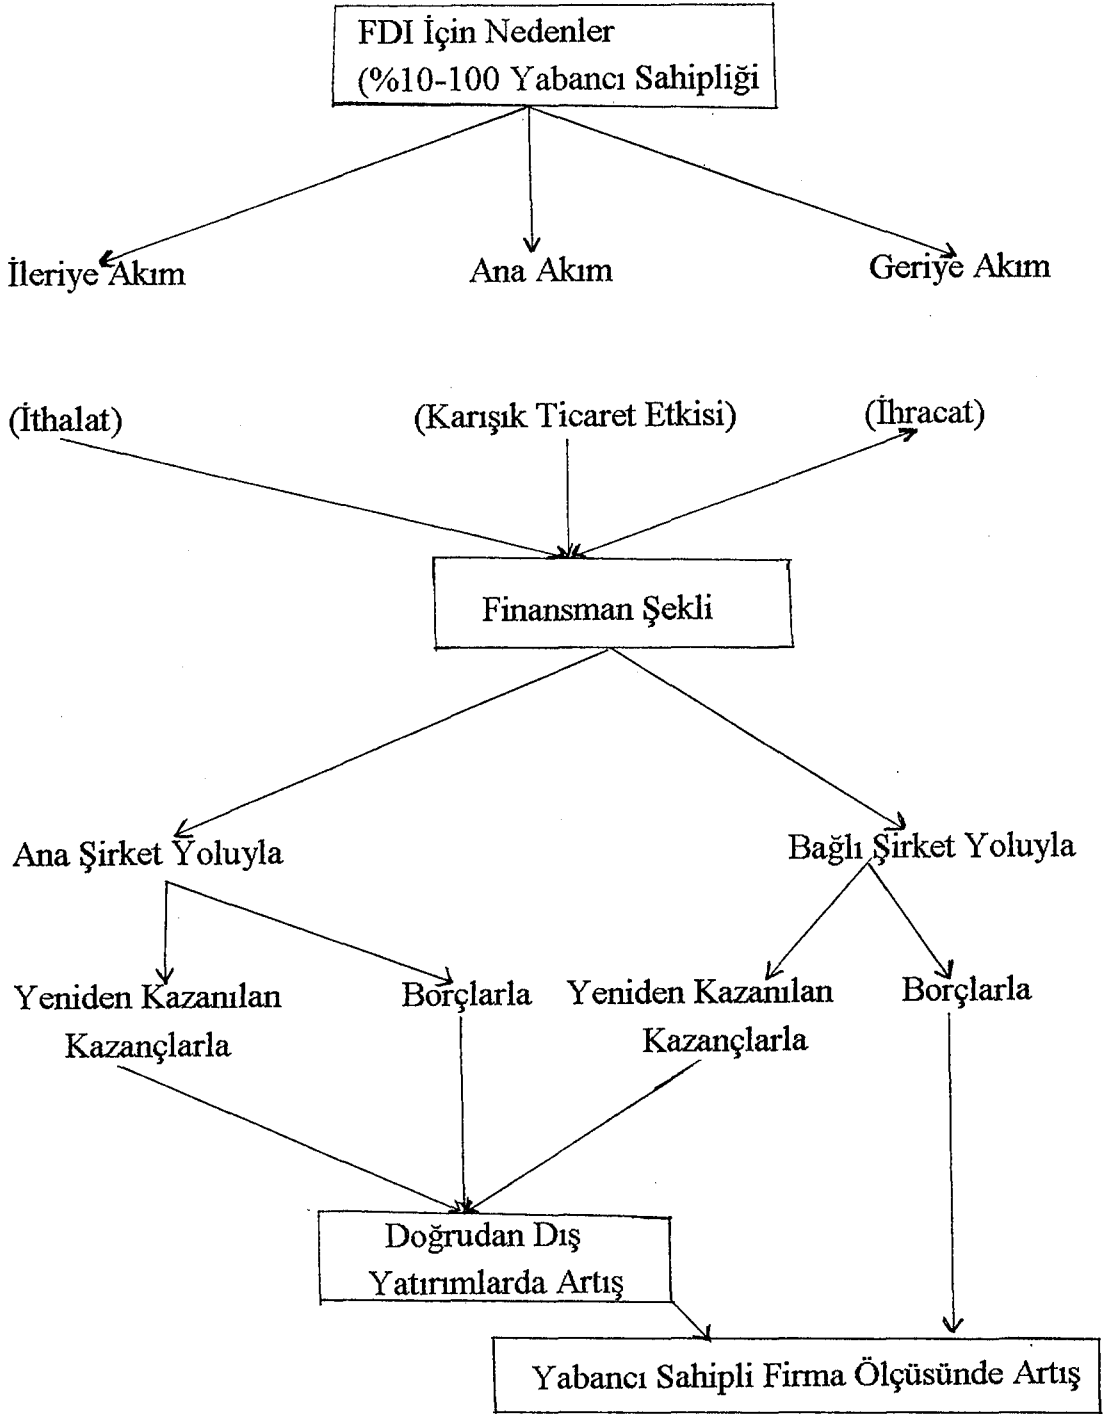 FDI İçin Nedenler
(%10-100 Yabancı Sahipliği
İleriye Akım
Ana Akım
Geriye Akım
(İthalat)
(Karışık Ticaret Etkisi)
(İhracat)
Finansman Şekli
Ana Şirket Yoluyla
Bağlı Şirket Yoluyla
Yeniden Kazanılan
Kazançlarla
Borçlarla
Yeniden Kazanılan
Kazançlarla
Borçlarla
Doğrudan Dış
Yatırımlarda Artış
Yabancı Sahipli Firma Ölçüsünde Artış